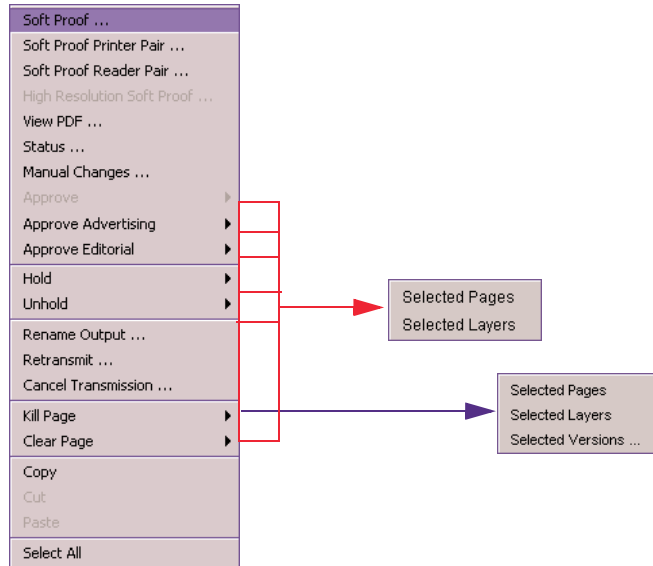 Soft Proof ...
Soft Proof Printer Pair ...
Soft Proof Reader Pair ...
High Resolution Soft Proof ...
View PDF ...
Status ...
Manual Changes ...
Approve
Approve Advertising
Approve Editorial
Hold
Unhold
Rename Output ...
Retransmit ...
Cancel Transmission ...
Kill Page
Clear Page
Copy
Cut
Paste
Select All
Selected Pages
Selected Layers
Selected Pages
Selected Layers
Selected Versions ...